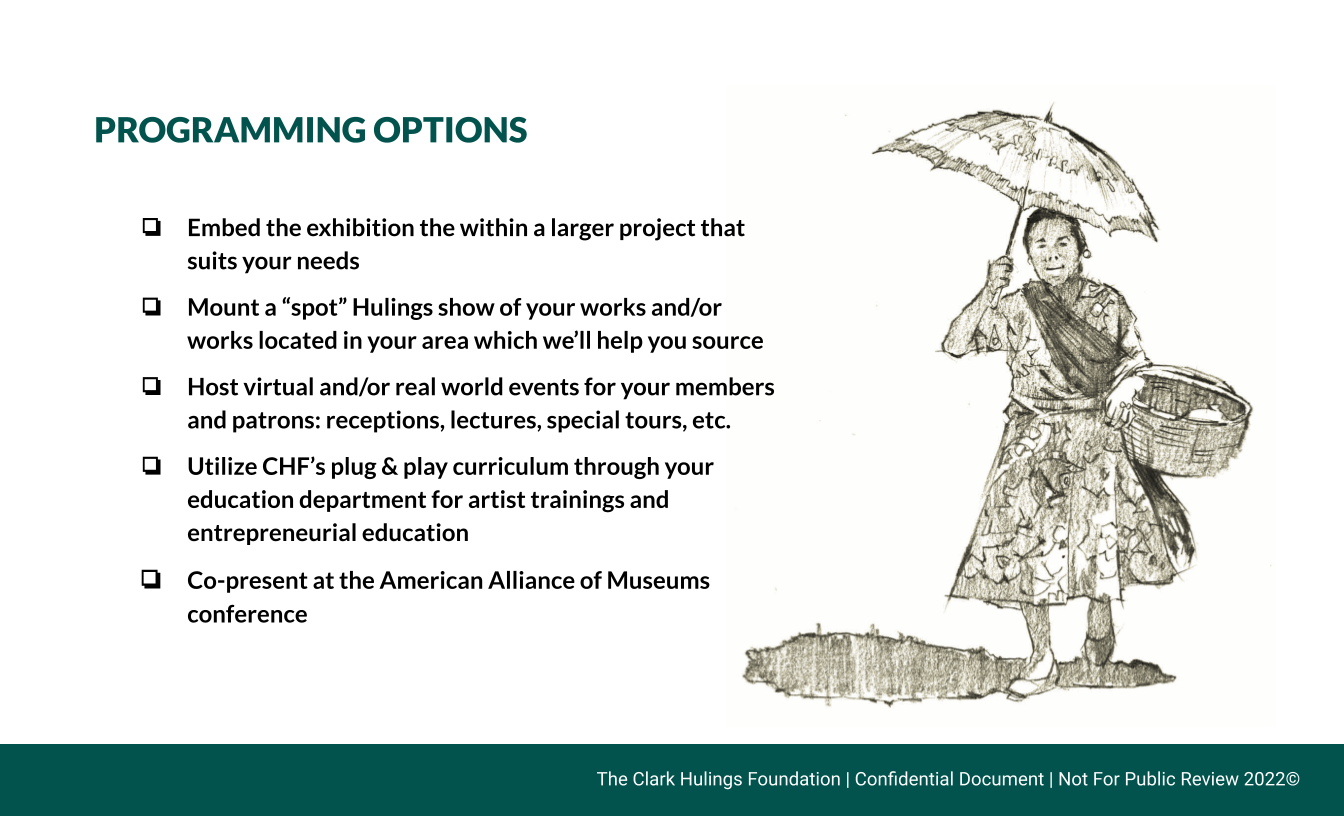 PROGRAMMING OPTIONS
Embed the exhibition the within a larger project that
suits your needs
Mount a “spot” Hulings show of your works and/or
works located in your area which we’ll help you source
Host virtual and/or real world events for your members
and patrons: receptions, lectures, special tours, etc.
Utilize CHF’s plug & play curriculum through your
education department for artist trainings and
entrepreneurial education
Co-present at the American Alliance of Museums
conference
The Clark Hulings Foundation | Confidential Document | Not For Public Review 2022©